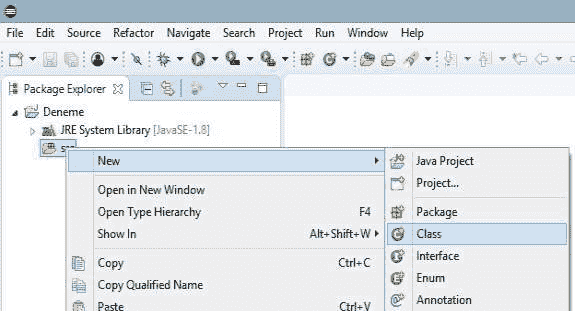 File Edit Source Refactor Navigate Search Project Run Window Help
Package Explorer
Deneme
JRE System Library [JavaSE-1.8]
New
Java Project
Project...
Open in New Window
Open Type Hierarchy F4
Package
Show In Alt+Shift+W
Class
Interface
Copy Ctrl+C
Enum
Copy Qualified Name
Annotation
Paste Ctrl+V